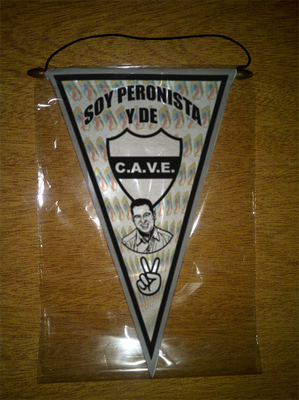 SOY PERONISTA
Y DE
C.A.V.E.